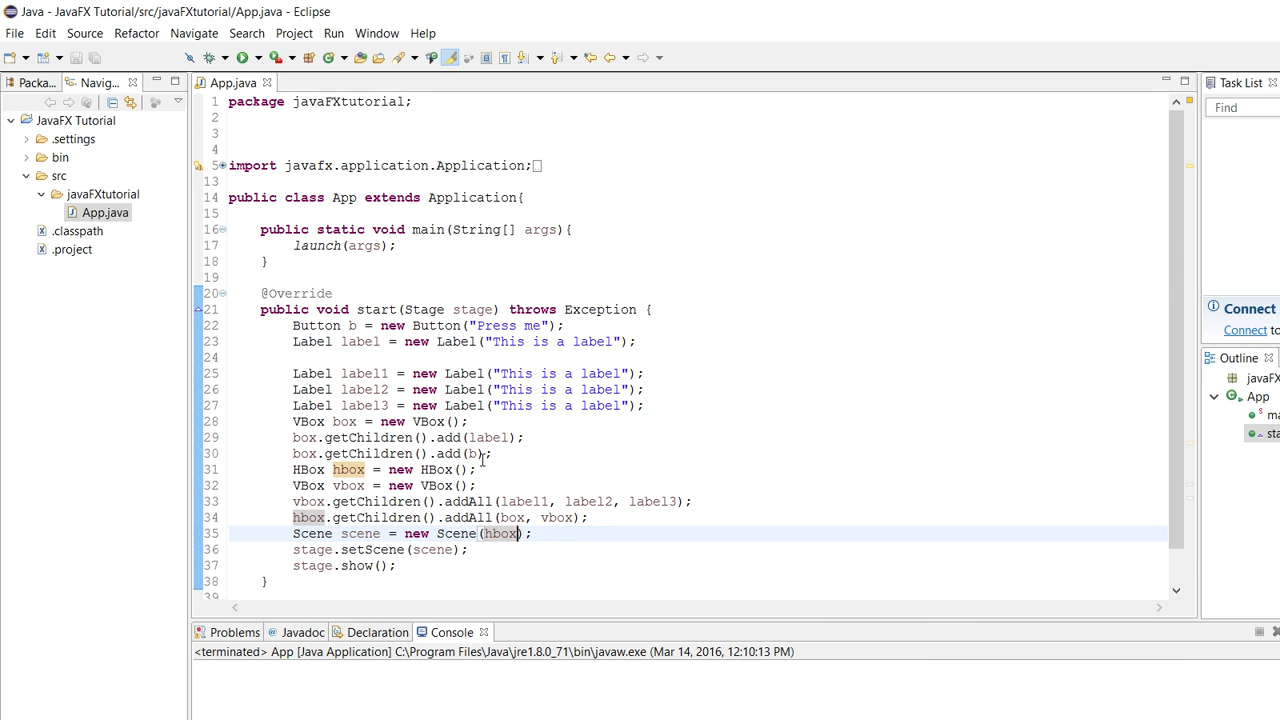 Java - JavaFX Tutorial/src/javaFXtutorial/App.java - Eclipse
File Edit Source Refactor Navigate Search Project Run Window Help
Packa... Navig... App.java Task List
Find
JavaFX Tutorial
.settings
bin
src
javaFXtutorial
App.java
.classpath
.project
1 package javaFXtutorial;
2
3
4
5 import javafx.application.Application;
13
14 public class App extends Application{
15
16 public static void main(String[] args){
17 launch(args);
18 }
19
20 @Override
21 public void start(Stage stage) throws Exception {
22 Button b = new Button("Press me");
23 Label label = new Label("This is a label");
24
25 Label label1 = new Label("This is a label");
26 Label label2 = new Label("This is a label");
27 Label label3 = new Label("This is a label");
28 VBox box = new VBox();
29 box.getChildren().add(label);
30 box.getChildren().add(b);
31 HBox hbox = new HBox();
32 VBox vbox = new VBox();
33 vbox.getChildren().addAll(label1, label2, label3);
34 hbox.getChildren().addAll(box, vbox);
35 Scene scene = new Scene(hbox);
36 stage.setScene(scene);
37 stage.show();
38 }
39
Connect
Connect to
Outline
javaFX
App
ma
sta
Problems Javadoc Declaration Console
<terminated> App [Java Application] C:\Program Files\Java\jre1.8.0_71\bin\javaw.exe (Mar 14, 2016, 12:10:13 PM)